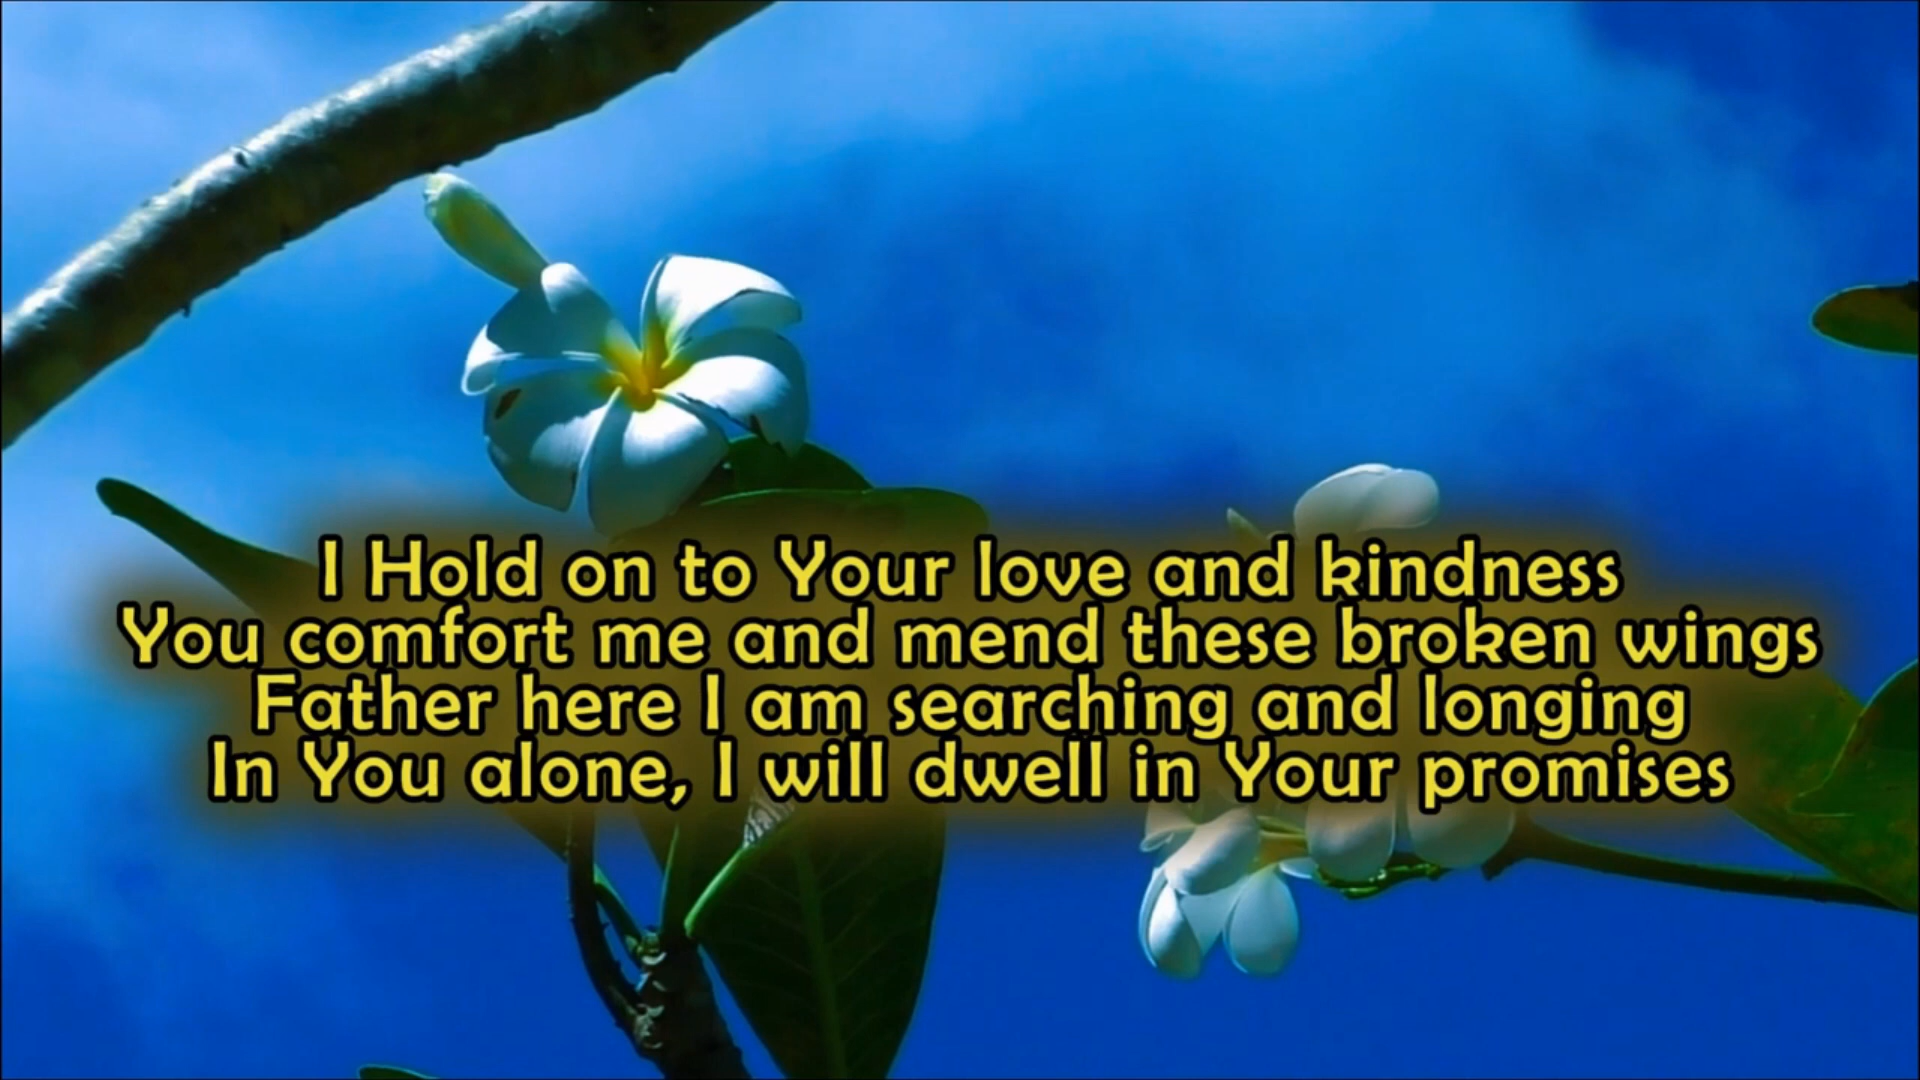 I Hold on to Your love and kindness
You comfort me and mend these broken wings
Father here I am searching and longing
In You alone, I will dwell in Your promises